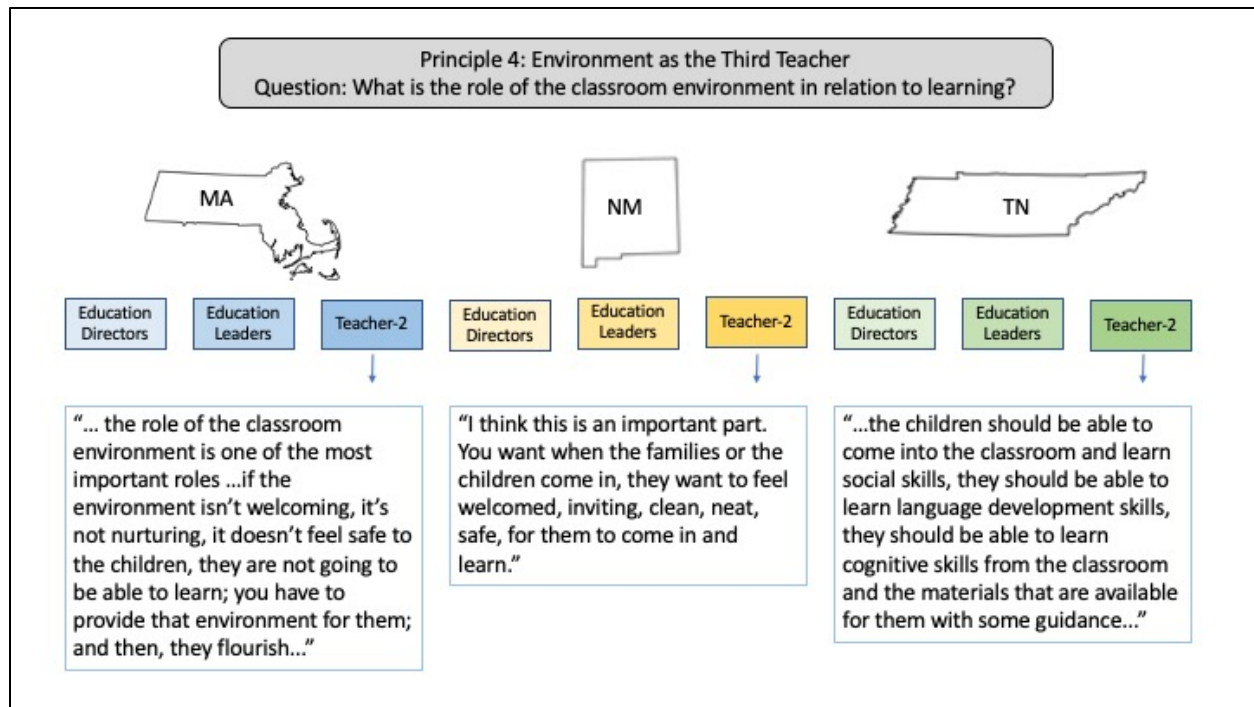 Principle 4: Environment as the Third Teacher
Question: What is the role of the classroom environment in relation to learning?
MA
NM
TN
Education
Directors
Education
Leaders
Teacher-2
Education
Directors
Education
Leaders
Teacher-2
Education
Directors
Education
Leaders
Teacher-2
“... the role of the classroom
environment is one of the most
important roles ...if the
environment isn’t welcoming, it’s
not nurturing, it doesn’t feel safe to
the children, they are not going to
be able to learn; you have to
provide that environment for them;
and then, they flourish...”
“I think this is an important part.
You want when the families or the
children come in, they want to feel
welcomed, inviting, clean, neat,
safe, for them to come in and
learn.”
“...the children should be able to
come into the classroom and learn
social skills, they should be able to
learn language development skills,
they should be able to learn
cognitive skills from the classroom
and the materials that are available
for them with some guidance...”